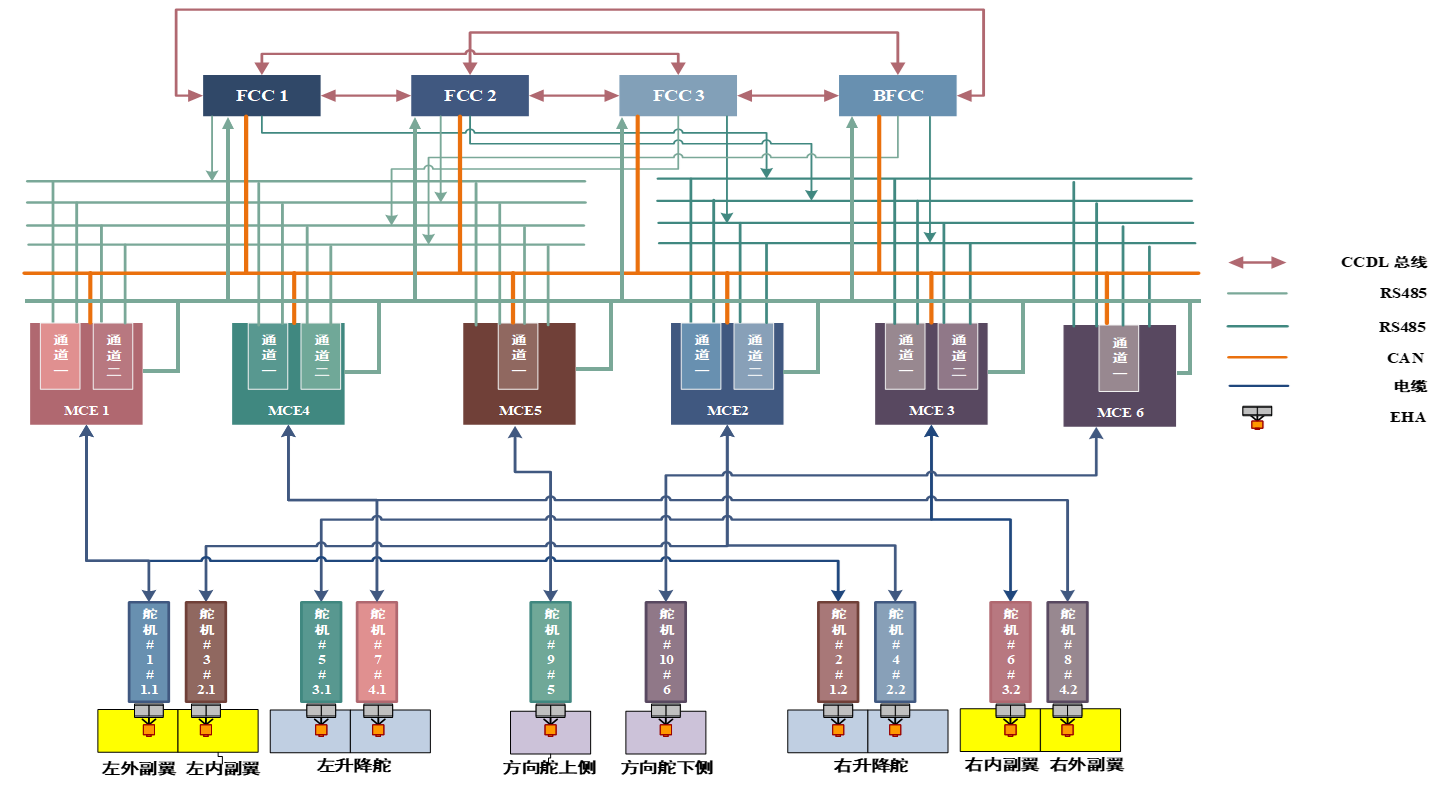 FCC 1
FCC 2
FCC 3
BFCC
CCDL 总线
RS485
RS485
CAN
电缆
EHA
通道一
通道二
MCE 1
通道一
通道二
MCE4
通道一
MCE5
通道一
通道二
MCE2
通道一
通道二
MCE 3
通道一
MCE 6
舵机#1#1.1
舵机#3#2.1
舵机#5#3.1
舵机#7#4.1
舵机#9#5
舵机#10#6
舵机#2#1.2
舵机#4#2.2
舵机#6#3.2
舵机#8#4.2
左外副翼
左内副翼
左升降舵
方向舵上侧
方向舵下侧
右升降舵
右内副翼
右外副翼